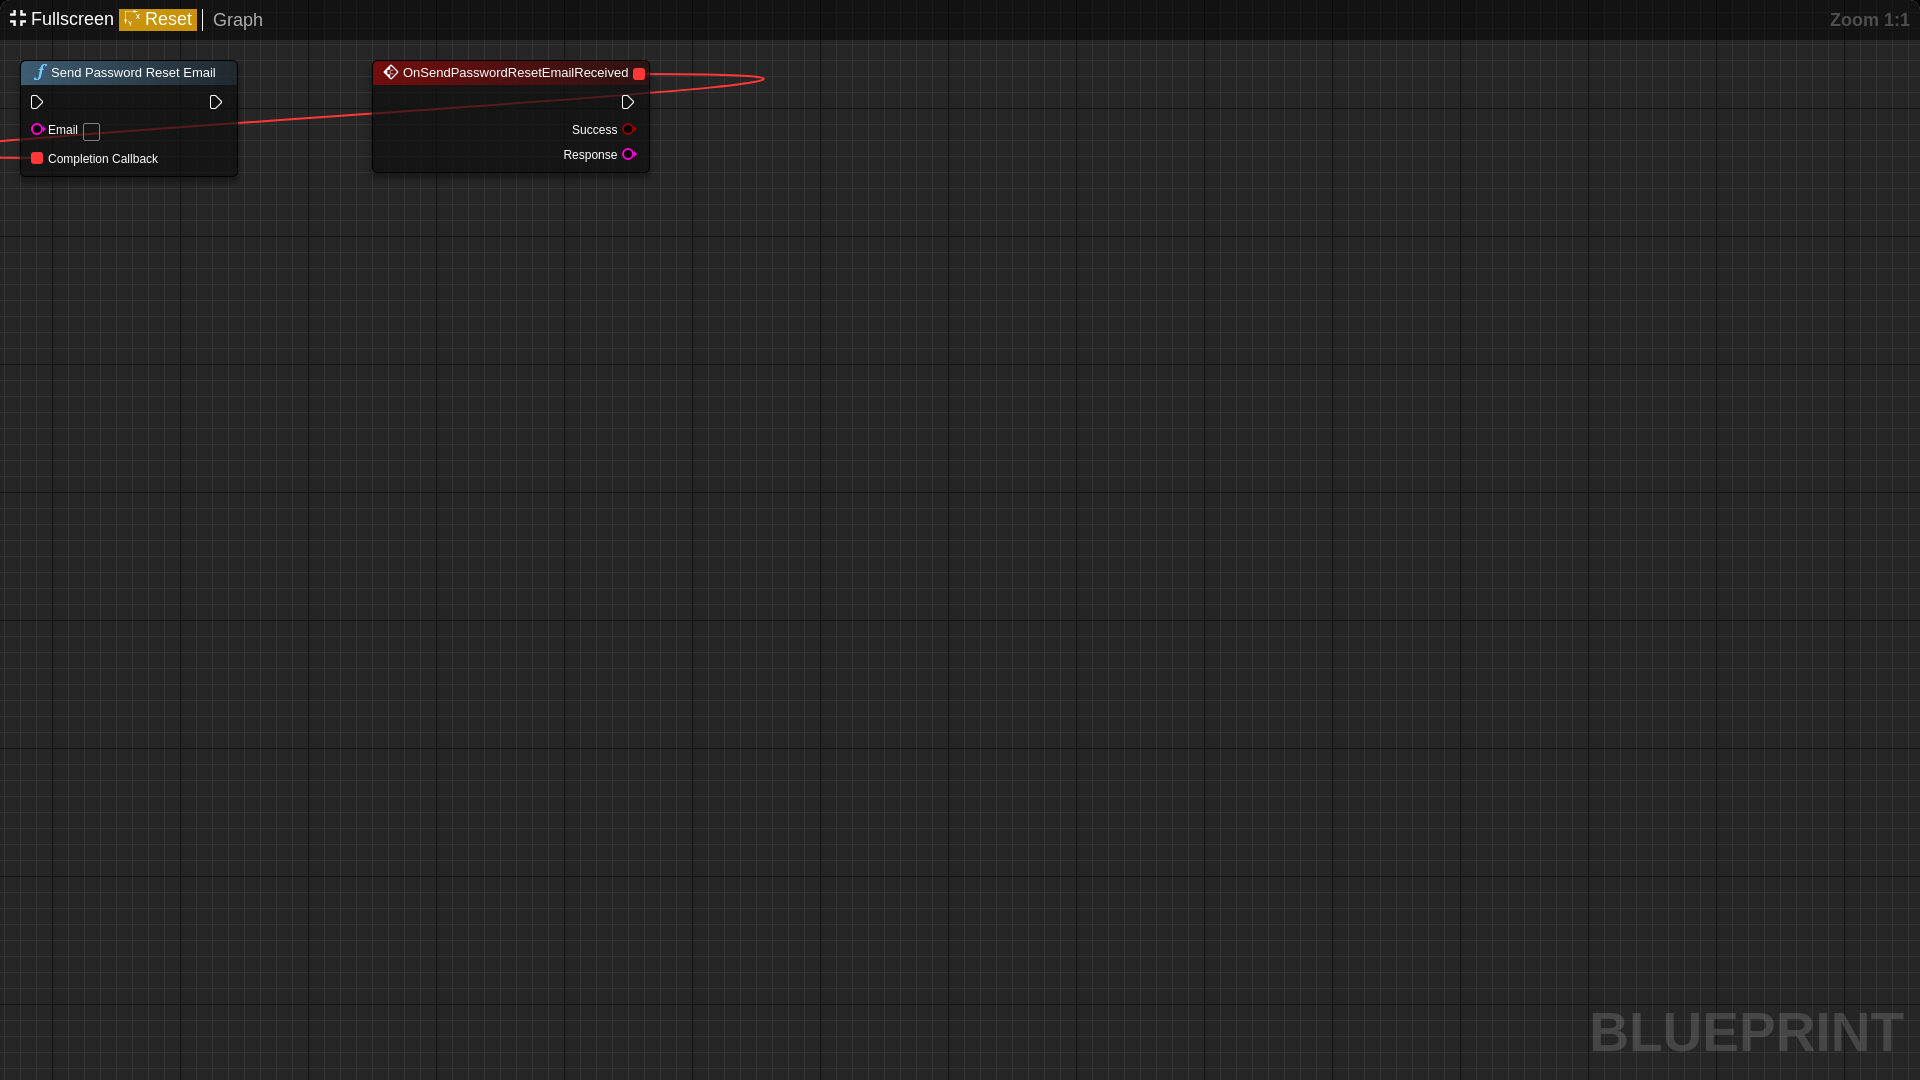 Fullscreen Reset Graph Zoom 1:1
Send Password Reset Email OnSendPasswordResetEmailReceived
Email
Completion Callback
Success
Response
BLUEPRINT